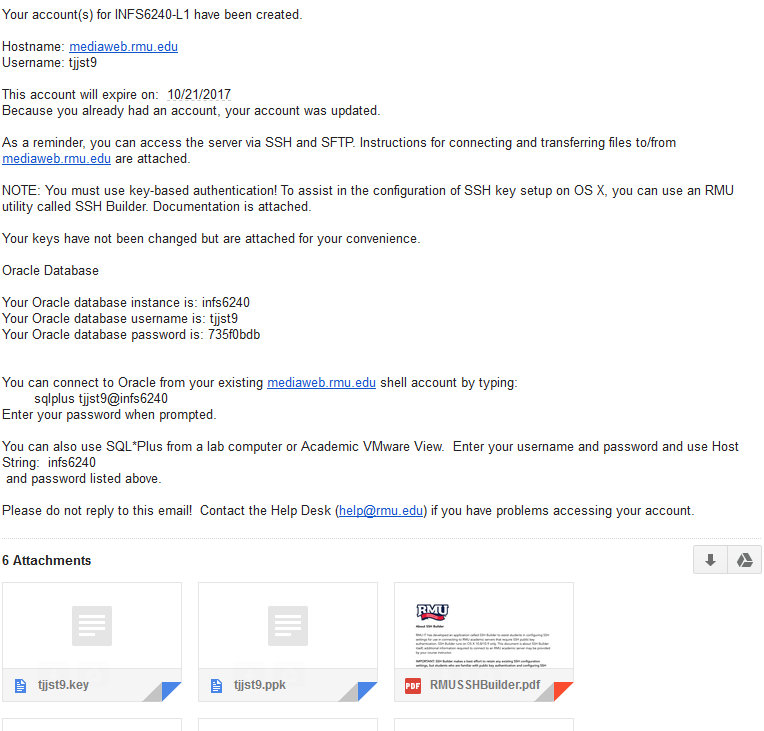 Your account(s) for INFS6240-L1 have been created.
Hostname: mediaweb.rmu.edu
Username: tjjst9
This account will expire on:  10/21/2017
Because you already had an account, your account was updated.
As a reminder, you can access the server via SSH and SFTP. Instructions for connecting and transferring files to/from
mediaweb.rmu.edu are attached.
NOTE: You must use key-based authentication! To assist in the configuration of SSH key setup on OS X, you can use an RMU
utility called SSH Builder. Documentation is attached.
Your keys have not been changed but are attached for your convenience.
Oracle Database
Your Oracle database instance is: infs6240
Your Oracle database username is: tjjst9
Your Oracle database password is: 735f0bdb
You can connect to Oracle from your existing mediaweb.rmu.edu shell account by typing:
sqlplus tjjst9@infs6240
Enter your password when prompted.
You can also use SQL*Plus from a lab computer or Academic VMware View.  Enter your username and password and use Host
String:  infs6240
and password listed above.
Please do not reply to this email!  Contact the Help Desk (help@rmu.edu) if you have problems accessing your account.
6 Attachments
RMU
About SSH Builder
tjjst9.key
tjjst9.ppk
PDF RMUSSHBuilder.pdf